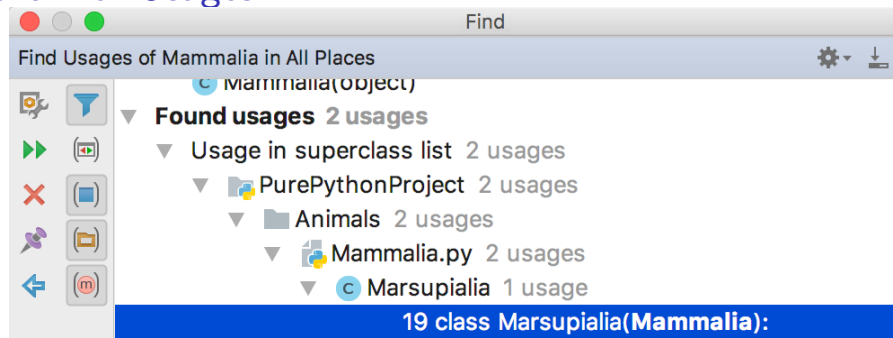 Find
Find Usages of Mammalia in All Places
C Mammalia(object)
Found usages 2 usages
Usage in superclass list 2 usages
PurePythonProject 2 usages
Animals 2 usages
Mammalia.py 2 usages
C Marsupialia 1 usage
(m)
19 class Marsupialia(Mammalia):